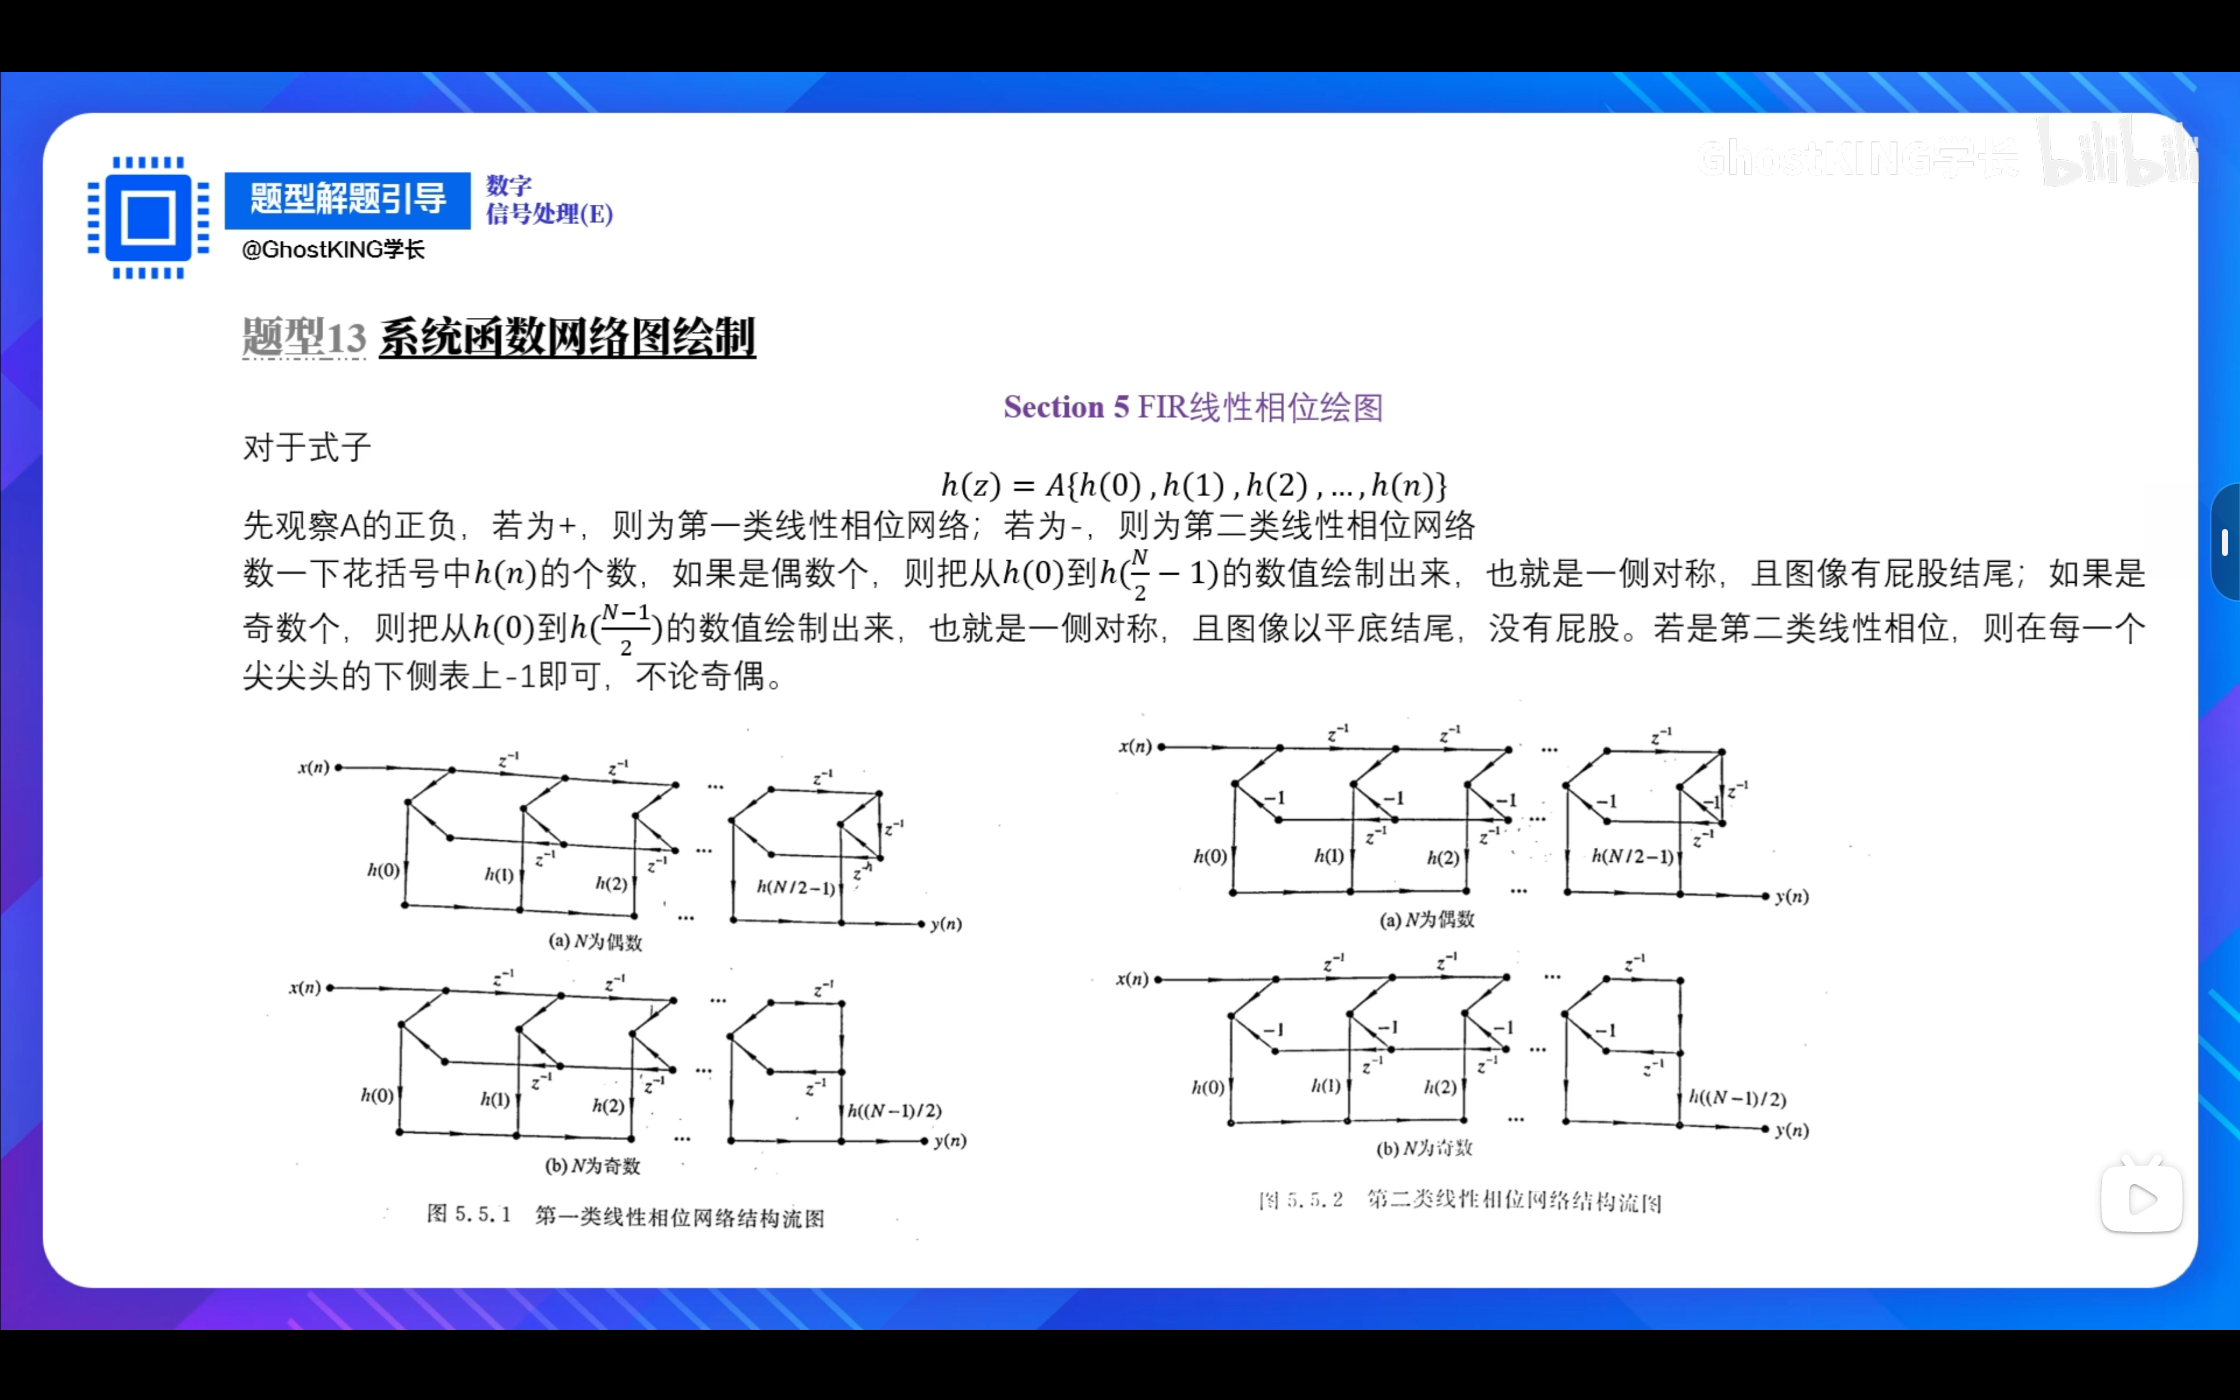 GhostKING学长 bilibili
题型解题引导
数字
信号处理(E)
@GhostKING学长
题型13 系统函数网络图绘制
Section 5 FIR线性相位绘图
对于式子
h(z) = A{h(0) ,h(1) ,h(2) , ... ,h(n)}
先观察A的正负，若为+，则为第一类线性相位网络；若为-，则为第二类线性相位网络
数一下花括号中h(n)的个数，如果是偶数个，则把从h(0)到h(N/2 − 1)的数值绘制出来，也就是一侧对称，且图像有屁股结尾；如果是
奇数个，则把从h(0)到h((N−1)/2)的数值绘制出来，也就是一侧对称，且图像以平底结尾，没有屁股。若是第二类线性相位，则在每一个
尖尖头的下侧表上-1即可，不论奇偶。
x(n) z⁻¹ z⁻¹ ... z⁻¹
z⁻¹
z⁻¹ z⁻¹ ...
h(0) h(1) h(2) h(N/2−1)
... y(n)
(a) N为偶数
x(n) z⁻¹ z⁻¹ ... z⁻¹
z⁻¹ z⁻¹ ... z⁻¹
h(0) h(1) h(2) h((N−1)/2)
... y(n)
(b) N为奇数
图 5.5.1 第一类线性相位网络结构流图
x(n) z⁻¹ z⁻¹ ... z⁻¹
−1 −1 −1 −1 −1 z⁻¹
z⁻¹ z⁻¹ ... z⁻¹
h(0) h(1) h(2) h(N/2−1)
... y(n)
(a) N为偶数
x(n) z⁻¹ z⁻¹ ... z⁻¹
−1 −1 −1 −1
z⁻¹ z⁻¹ ... z⁻¹
h(0) h(1) h(2) h((N−1)/2)
... y(n)
(b) N为奇数
图 5.5.2 第二类线性相位网络结构流图